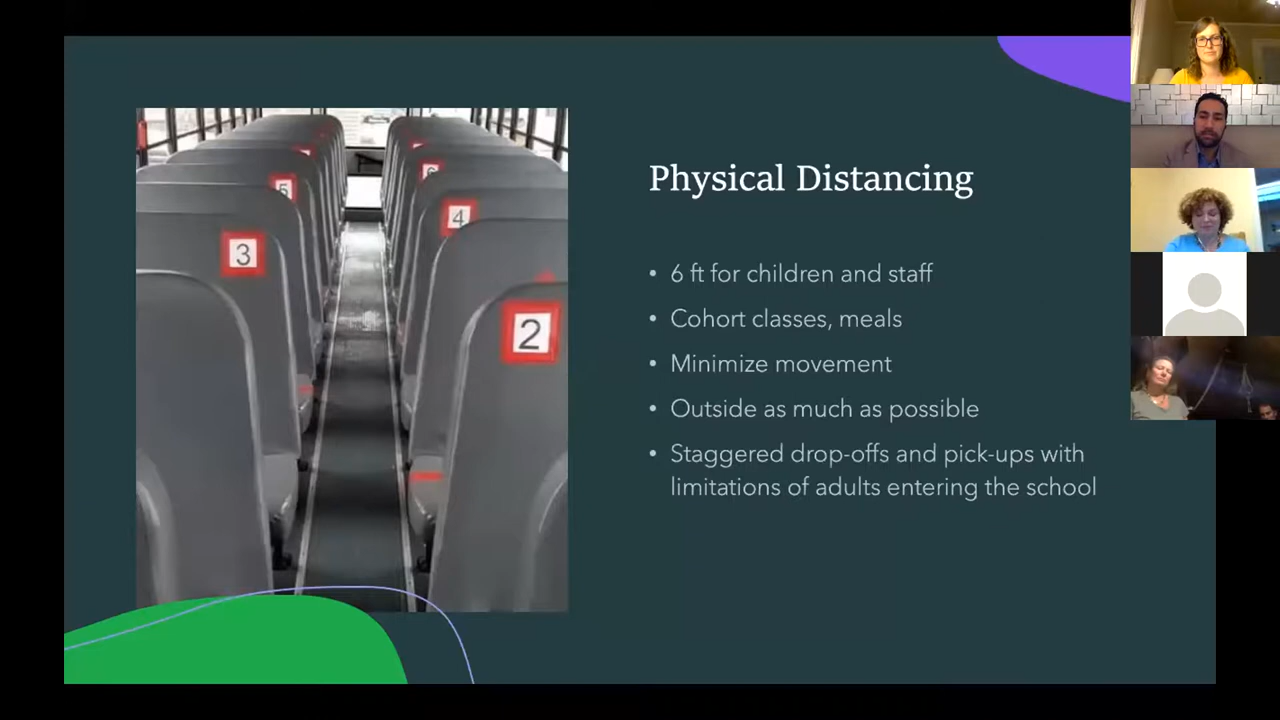 Physical Distancing
• 6 ft for children and staff
• Cohort classes, meals
• Minimize movement
• Outside as much as possible
• Staggered drop-offs and pick-ups with
limitations of adults entering the school
5
6
4
3
2